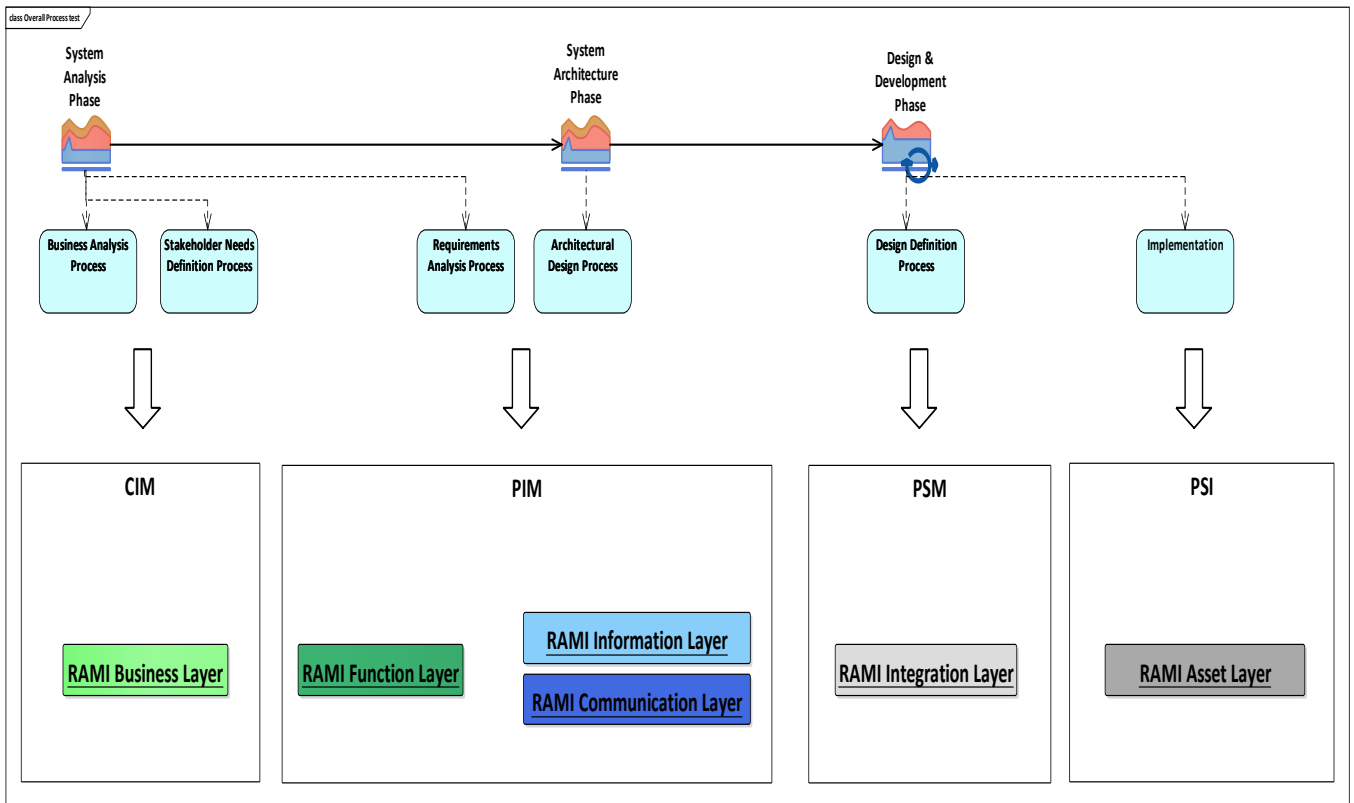 class Overall Process test
System
Analysis
Phase
System
Architecture
Phase
Design &
Development
Phase
Business Analysis
Process
Stakeholder Needs
Definition Process
Requirements
Analysis Process
Architectural
Design Process
Design Definition
Process
Implementation
CIM
PIM
PSM
PSI
RAMI Business Layer
RAMI Function Layer
RAMI Information Layer
RAMI Communication Layer
RAMI Integration Layer
RAMI Asset Layer